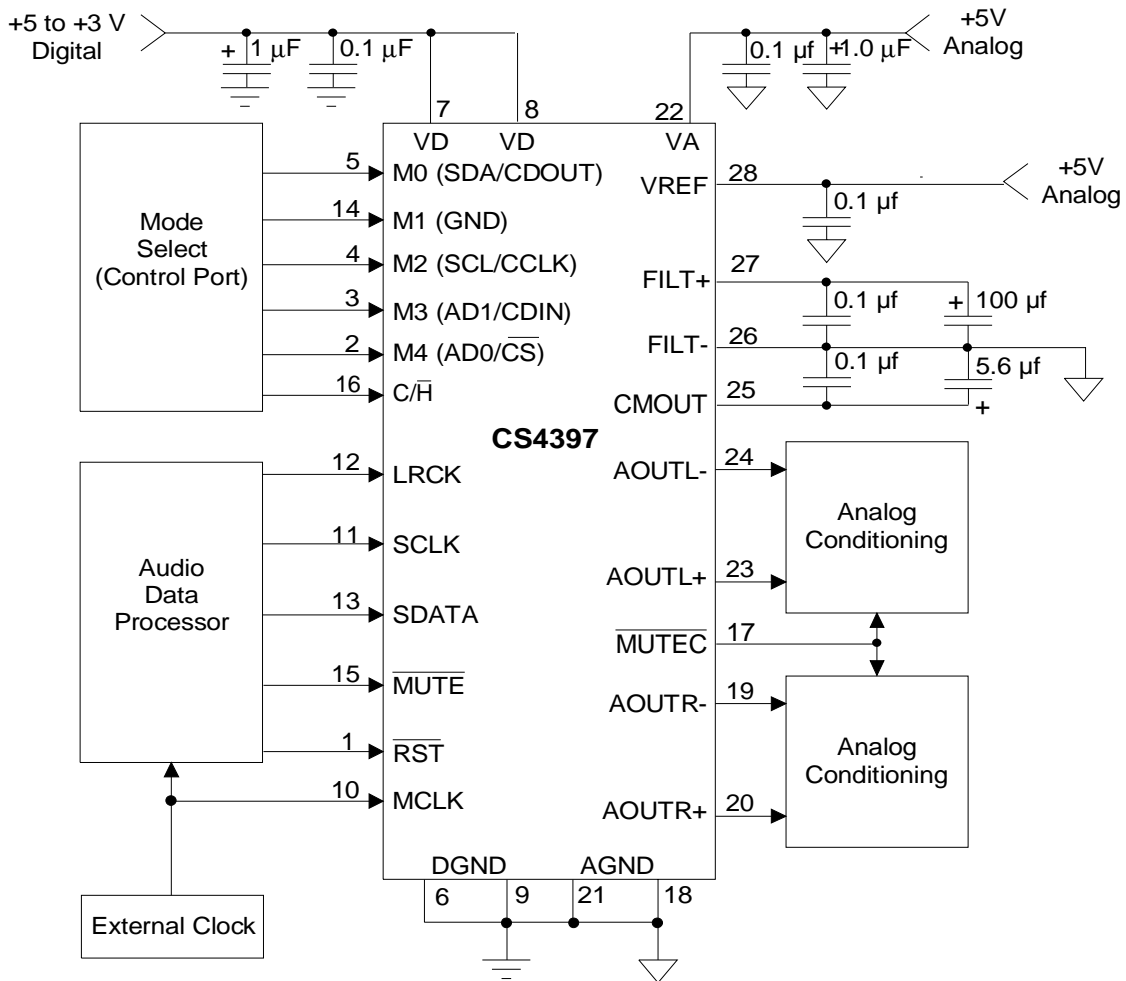 +5 to +3 V
Digital
+ 1 µF
0.1 µF
0.1 µf
+ 1.0 µF
+5V
Analog
7
8
22
VD
VD
VA
Mode
Select
(Control Port)
5
M0 (SDA/CDOUT)
14
M1 (GND)
4
M2 (SCL/CCLK)
3
M3 (AD1/CDIN)
2
M4 (AD0/C̅S̅)
16
C/H̅
VREF
28
0.1 µf
+5V
Analog
FILT+
27
0.1 µf
+
100 µf
FILT-
26
0.1 µf
5.6 µf
CMOUT
25
+
CS4397
Audio
Data
Processor
12
LRCK
11
SCLK
13
SDATA
15
M̅U̅T̅E̅
1
R̅S̅T̅
10
MCLK
External Clock
AOUTL-
24
AOUTL+
23
Analog
Conditioning
M̅U̅T̅E̅C̅
17
AOUTR-
19
AOUTR+
20
Analog
Conditioning
DGND
AGND
6
9
21
18